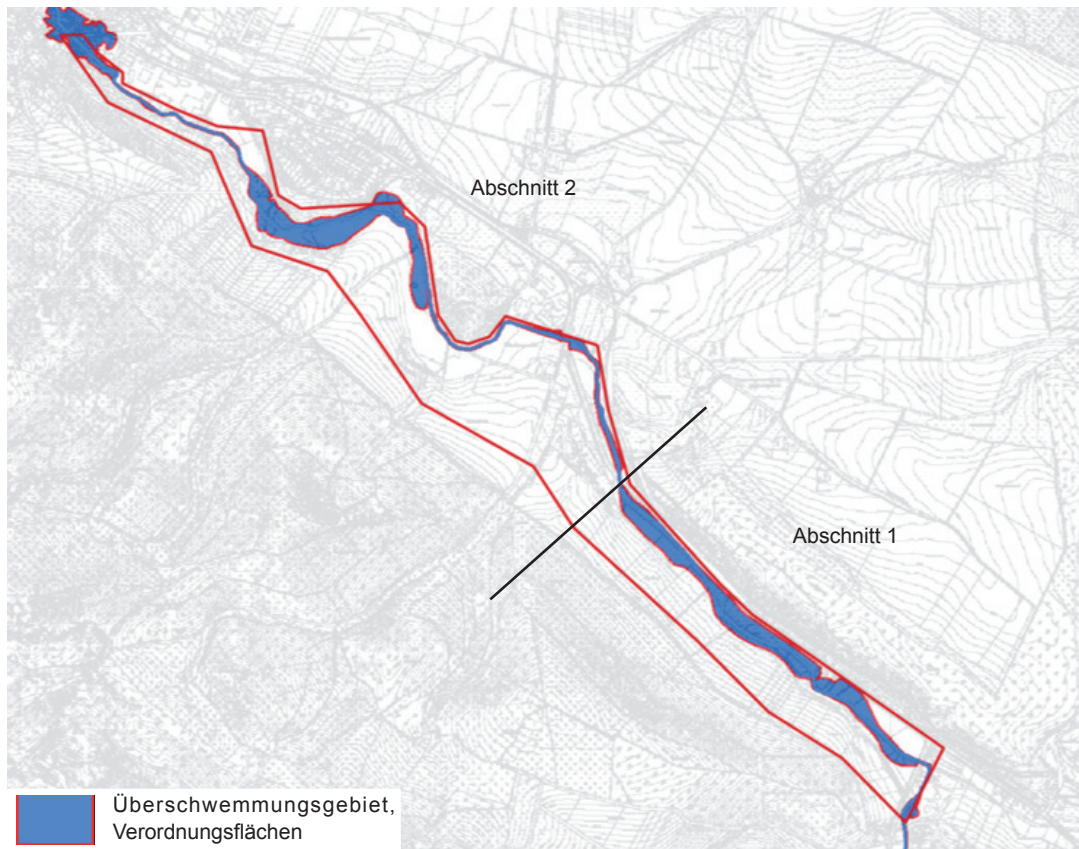 Abschnitt 2
Abschnitt 1
Überschwemmungsgebiet,
Verordnungsflächen